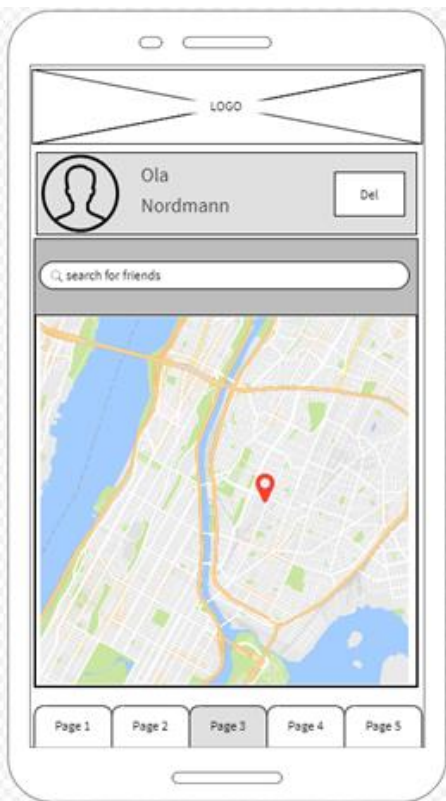 LOGO
Ola
Nordmann
Del
search for friends
Page 1
Page 2
Page 3
Page 4
Page 5